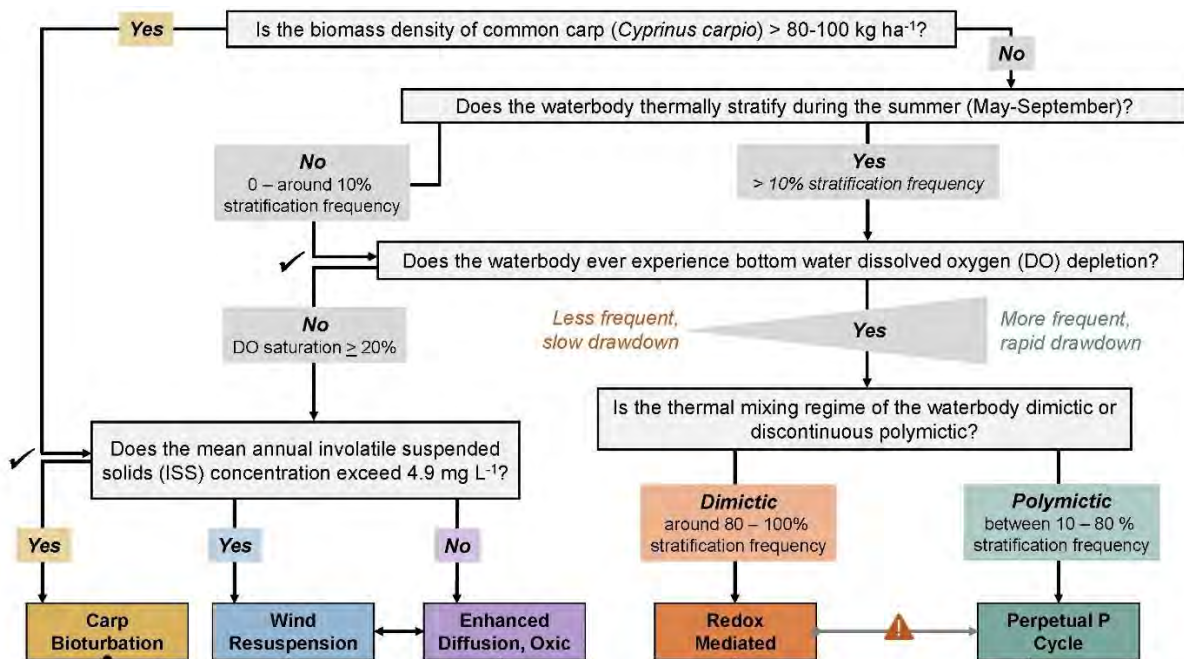 Yes
Is the biomass density of common carp (Cyprinus carpio) > 80-100 kg ha⁻¹?
No
Does the waterbody thermally stratify during the summer (May-September)?
No
0 – around 10%
stratification frequency
Yes
> 10% stratification frequency
Does the waterbody ever experience bottom water dissolved oxygen (DO) depletion?
No
DO saturation ≥ 20%
Less frequent,
slow drawdown
Yes
More frequent,
rapid drawdown
Is the thermal mixing regime of the waterbody dimictic or
discontinuous polymictic?
Does the mean annual involatile suspended
solids (ISS) concentration exceed 4.9 mg L⁻¹?
Dimictic
around 80 – 100%
stratification frequency
Polymictic
between 10 – 80 %
stratification frequency
Yes
Yes
No
Carp
Bioturbation
Wind
Resuspension
Enhanced
Diffusion, Oxic
Redox
Mediated
!
Perpetual P
Cycle